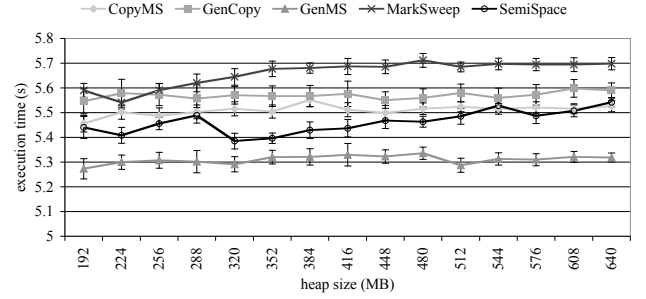 CopyMS GenCopy GenMS MarkSweep SemiSpace
5.8
5.7
5.6
5.5
5.4
5.3
5.2
5.1
5
execution time (s)
192 224 256 288 320 352 384 416 448 480 512 544 576 608 640
heap size (MB)